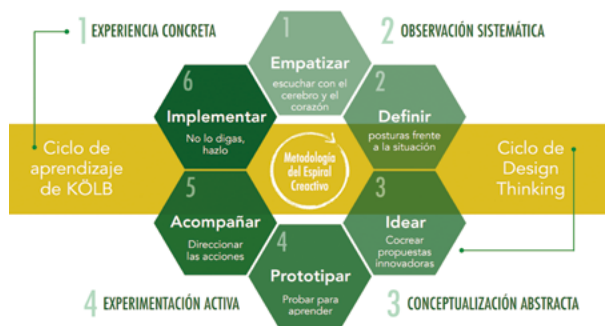 1 EXPERIENCIA CONCRETA
2 OBSERVACIÓN SISTEMÁTICA
1
Empatizar
escuchar con el
cerebro y el
corazón
6
Implementar
No lo digas,
hazlo
2
Definir
posturas frente
a la situación
Ciclo de
aprendizaje
de KÖLB
Metodología
del Espiral
Creactivo
Ciclo de
Design
Thinking
5
Acompañar
Direccionar
las acciones
3
Idear
Cocrear
propuestas
innovadoras
4
Prototipar
Probar para
aprender
4 EXPERIMENTACIÓN ACTIVA
3 CONCEPTUALIZACIÓN ABSTRACTA